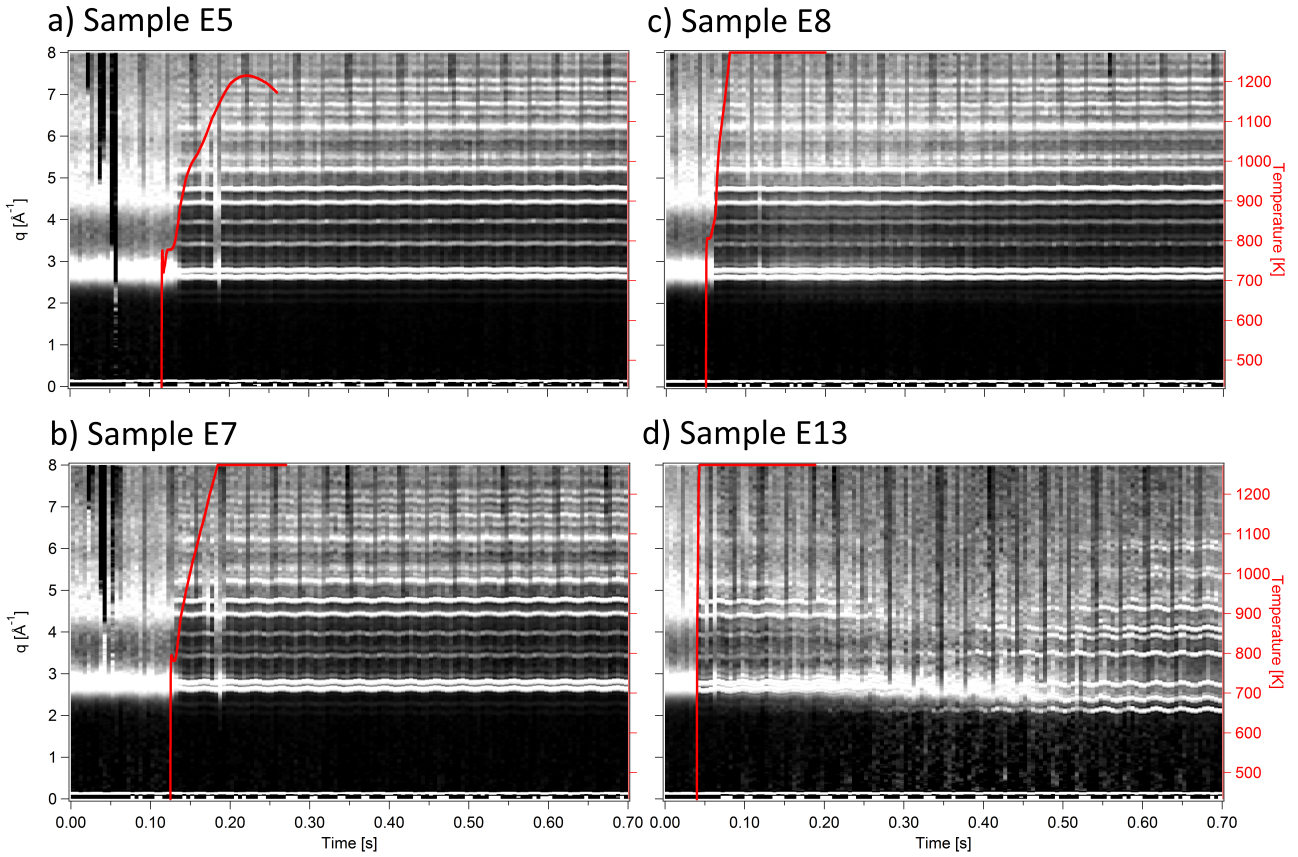 a) Sample E5
8
7
6
5
4
3
2
1
0
q [Å⁻¹]
1200
1100
1000
900
800
700
600
500
Temperature [K]
c) Sample E8
b) Sample E7
8
7
6
5
4
3
2
1
0
q [Å⁻¹]
0.00 0.10 0.20 0.30 0.40 0.50 0.60 0.70
Time [s]
d) Sample E13
1200
1100
1000
900
800
700
600
500
Temperature [K]
0.10 0.20 0.30 0.40 0.50 0.60 0.70
Time [s]